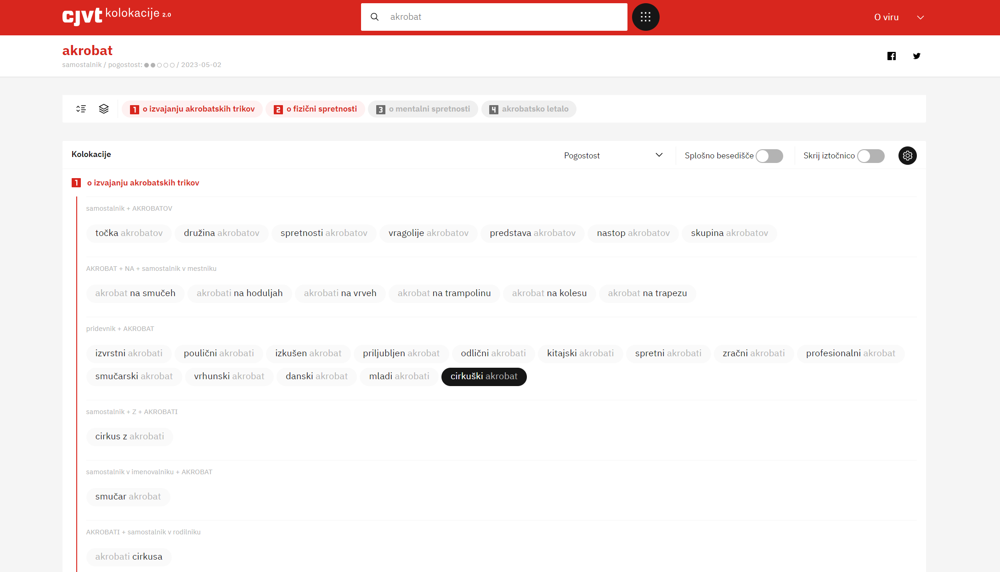 cjvt kolokacije 2.0
akrobat
O viru
akrobat
samostalnik / pogostost: / 2023-05-02
1 o izvajanju akrobatskih trikov 2 o fizični spretnosti 3 o mentalni spretnosti 4 akrobatsko letalo
Kolokacije Pogostost Splošno besedišče Skrij iztočnico
1 o izvajanju akrobatskih trikov
samostalnik + AKROBATOV
točka akrobatov družina akrobatov spretnosti akrobatov vragolije akrobatov predstava akrobatov nastop akrobatov skupina akrobatov
AKROBAT + NA + samostalnik v mestniku
akrobat na smučeh akrobati na hoduljah akrobati na vrveh akrobat na trampolinu akrobat na kolesu akrobat na trapezu
pridevnik + AKROBAT
izvrstni akrobati poulični akrobati izkušen akrobat priljubljen akrobat odlični akrobati kitajski akrobati spretni akrobati zračni akrobati profesionalni akrobat
smučarski akrobat vrhunski akrobat danski akrobat mladi akrobati cirkuški akrobat
samostalnik + Z + AKROBATI
cirkus z akrobati
samostalnik v imenovalniku + AKROBAT
smučar akrobat
AKROBATI + samostalnik v rodilniku
akrobati cirkusa